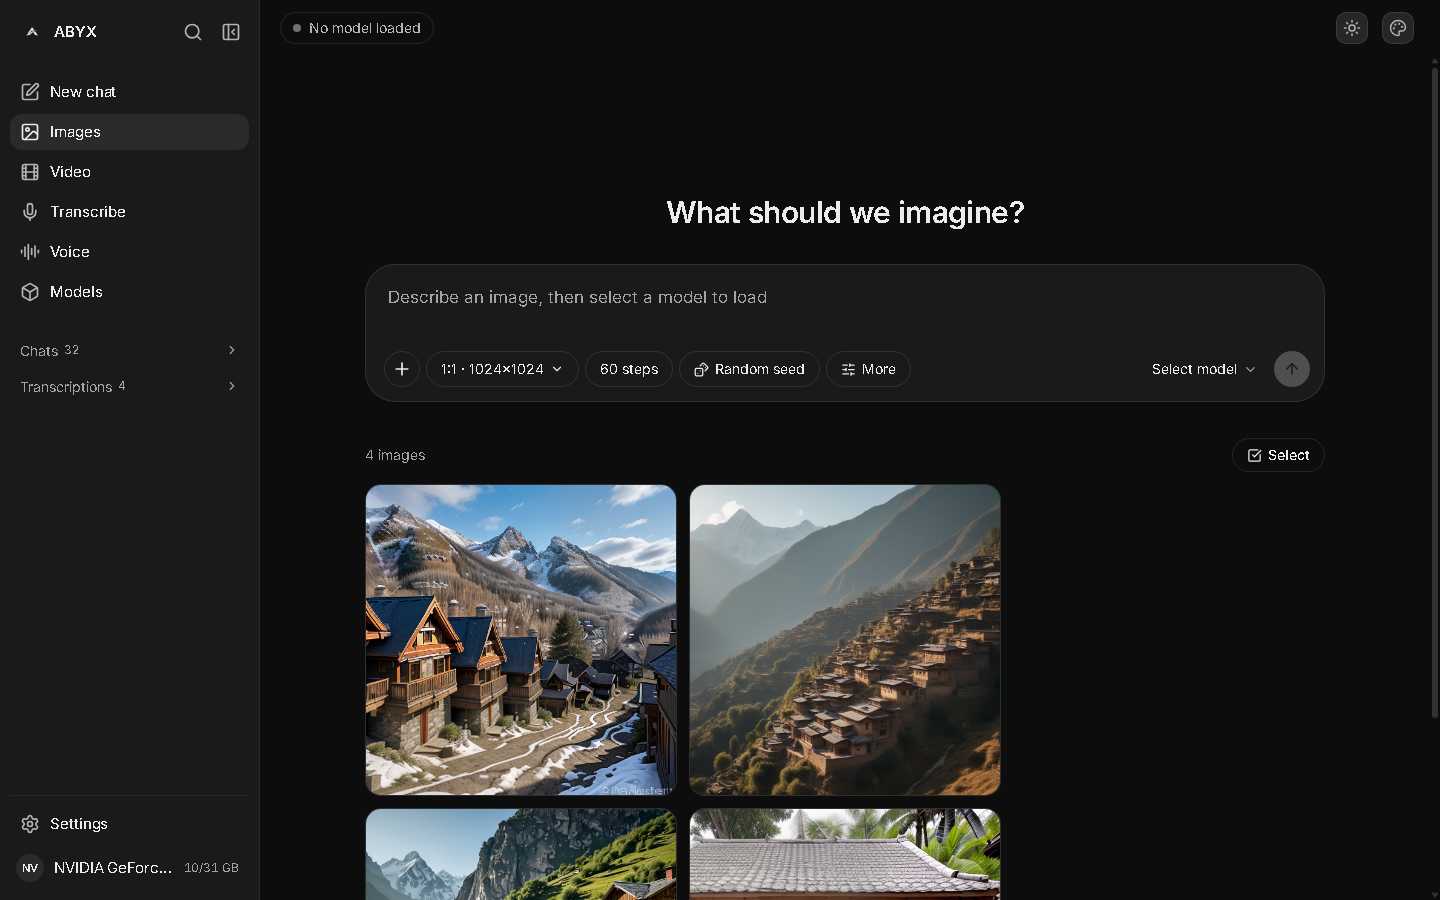 ABYX
New chat
Images
Video
Transcribe
Voice
Models
Chats 32
Transcriptions 4
Settings
NV NVIDIA GeForc... 10/31 GB
No model loaded
What should we imagine?
Describe an image, then select a model to load
1:1 · 1024×1024
60 steps
Random seed
More
Select model
4 images
Select